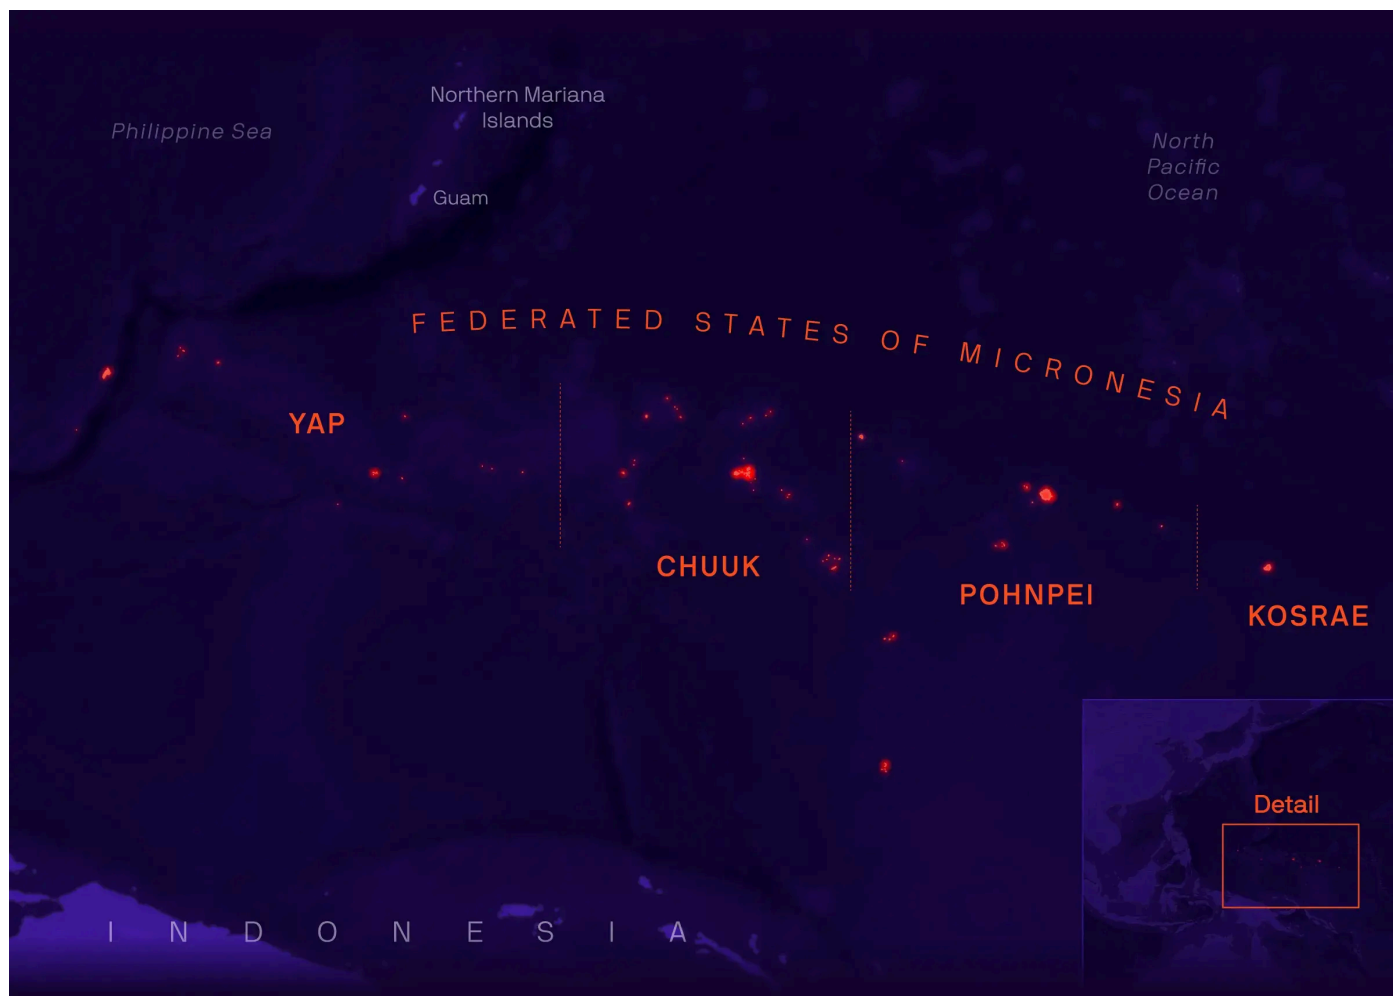 Northern Mariana
Islands
Philippine Sea
North
Pacific
Ocean
Guam
FEDERATED STATES OF MICRONESIA
YAP
CHUUK
POHNPEI
KOSRAE
Detail
INDONESIA